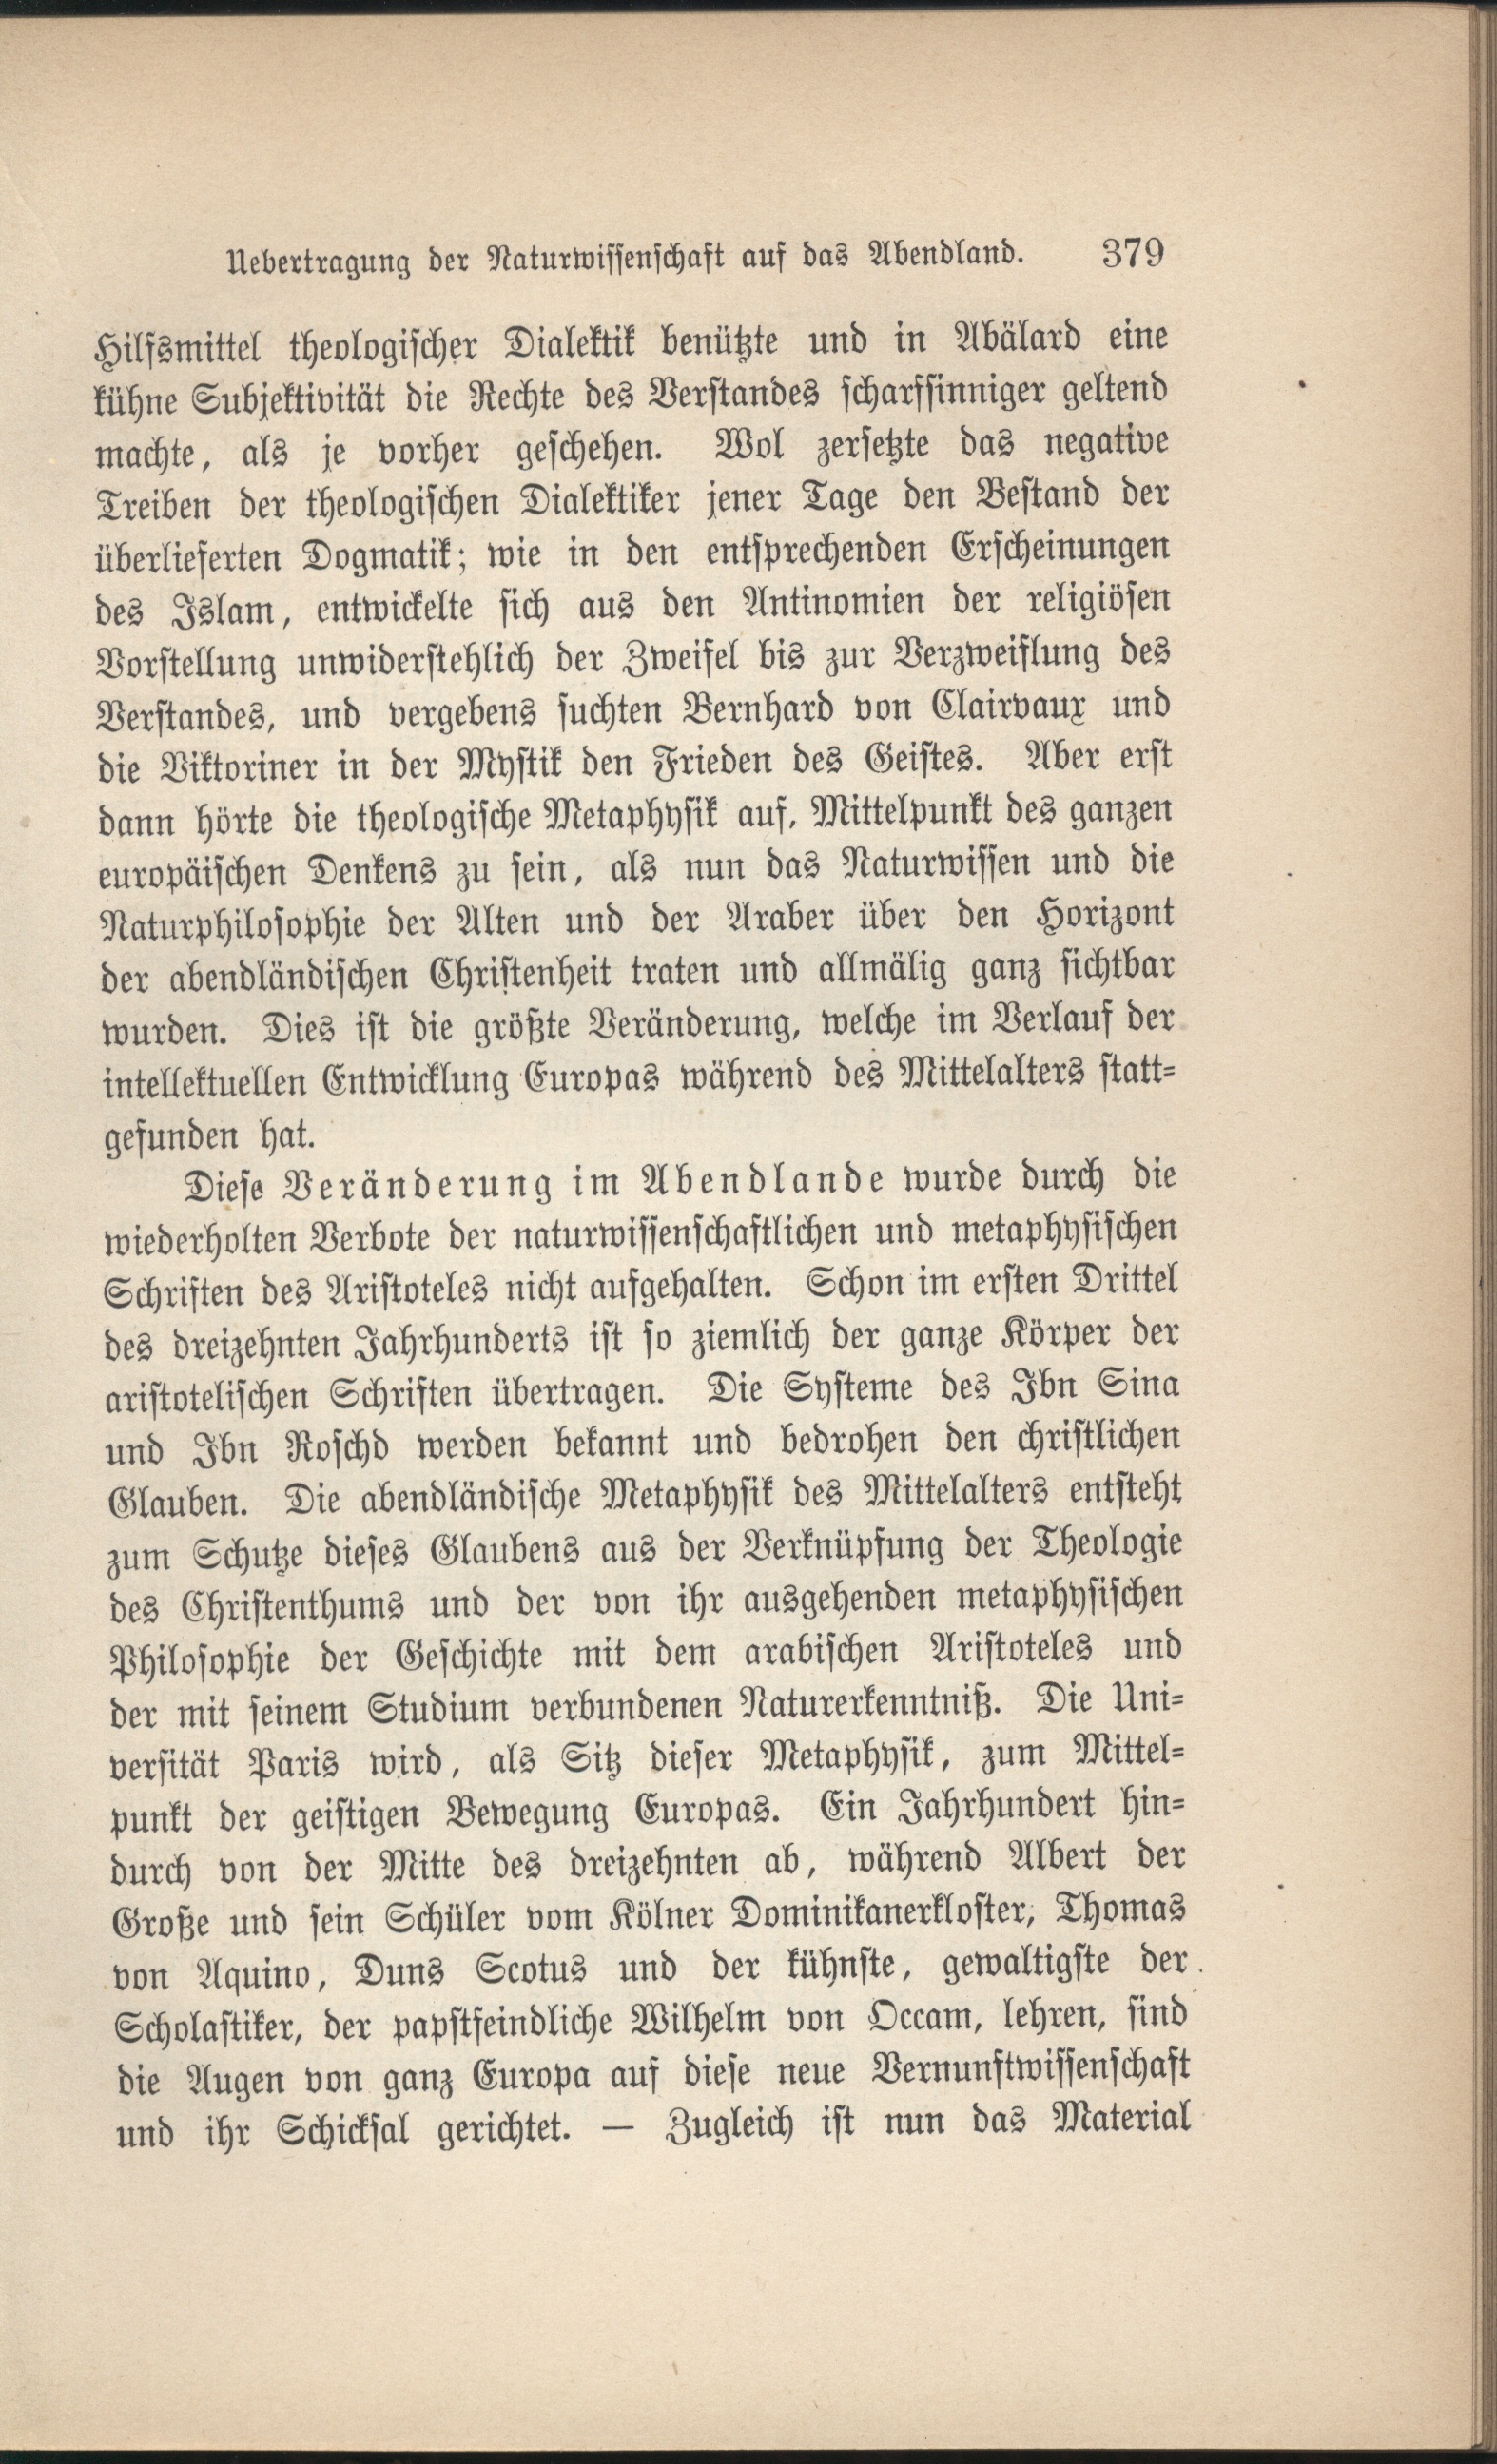 Uebertragung der Naturwissenschaft auf das Abendland. 379
Hilfsmittel theologischer Dialektik benützte und in Abälard eine
kühne Subjektivität die Rechte des Verstandes scharfsinniger geltend
machte, als je vorher geschehen. Wol zersetzte das negative
Treiben der theologischen Dialektiker jener Tage den Bestand der
überlieferten Dogmatik; wie in den entsprechenden Erscheinungen
des Islam, entwickelte sich aus den Antinomien der religiösen
Vorstellung unwiderstehlich der Zweifel bis zur Verzweiflung des
Verstandes, und vergebens suchten Bernhard von Clairvaux und
die Viktoriner in der Mystik den Frieden des Geistes. Aber erst
dann hörte die theologische Metaphysik auf, Mittelpunkt des ganzen
europäischen Denkens zu sein, als nun das Naturwissen und die
Naturphilosophie der Alten und der Araber über den Horizont
der abendländischen Christenheit traten und allmälig ganz sichtbar
wurden. Dies ist die größte Veränderung, welche im Verlauf der
intellektuellen Entwicklung Europas während des Mittelalters statt-
gefunden hat.
Diese Veränderung im Abendlande wurde durch die
wiederholten Verbote der naturwissenschaftlichen und metaphysischen
Schriften des Aristoteles nicht aufgehalten. Schon im ersten Drittel
des dreizehnten Jahrhunderts ist so ziemlich der ganze Körper der
aristotelischen Schriften übertragen. Die Systeme des Ibn Sina
und Ibn Roschd werden bekannt und bedrohen den christlichen
Glauben. Die abendländische Metaphysik des Mittelalters entsteht
zum Schutze dieses Glaubens aus der Verknüpfung der Theologie
des Christenthums und der von ihr ausgehenden metaphysischen
Philosophie der Geschichte mit dem arabischen Aristoteles und
der mit seinem Studium verbundenen Naturerkenntniß. Die Uni-
versität Paris wird, als Sitz dieser Metaphysik, zum Mittel-
punkt der geistigen Bewegung Europas. Ein Jahrhundert hin-
durch von der Mitte des dreizehnten ab, während Albert der
Große und sein Schüler vom Kölner Dominikanerkloster, Thomas
von Aquino, Duns Scotus und der kühnste, gewaltigste der
Scholastiker, der papstfeindliche Wilhelm von Occam, lehren, sind
die Augen von ganz Europa auf diese neue Vernunftwissenschaft
und ihr Schicksal gerichtet. — Zugleich ist nun das Material